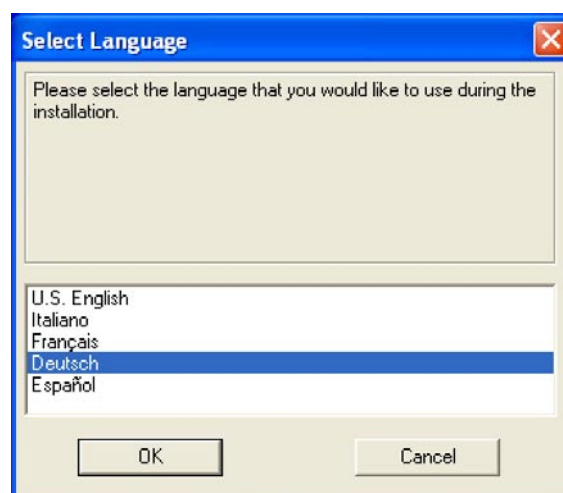 Select Language
Please select the language that you would like to use during the
installation.
U.S. English
Italiano
Français
Deutsch
Español
OK
Cancel